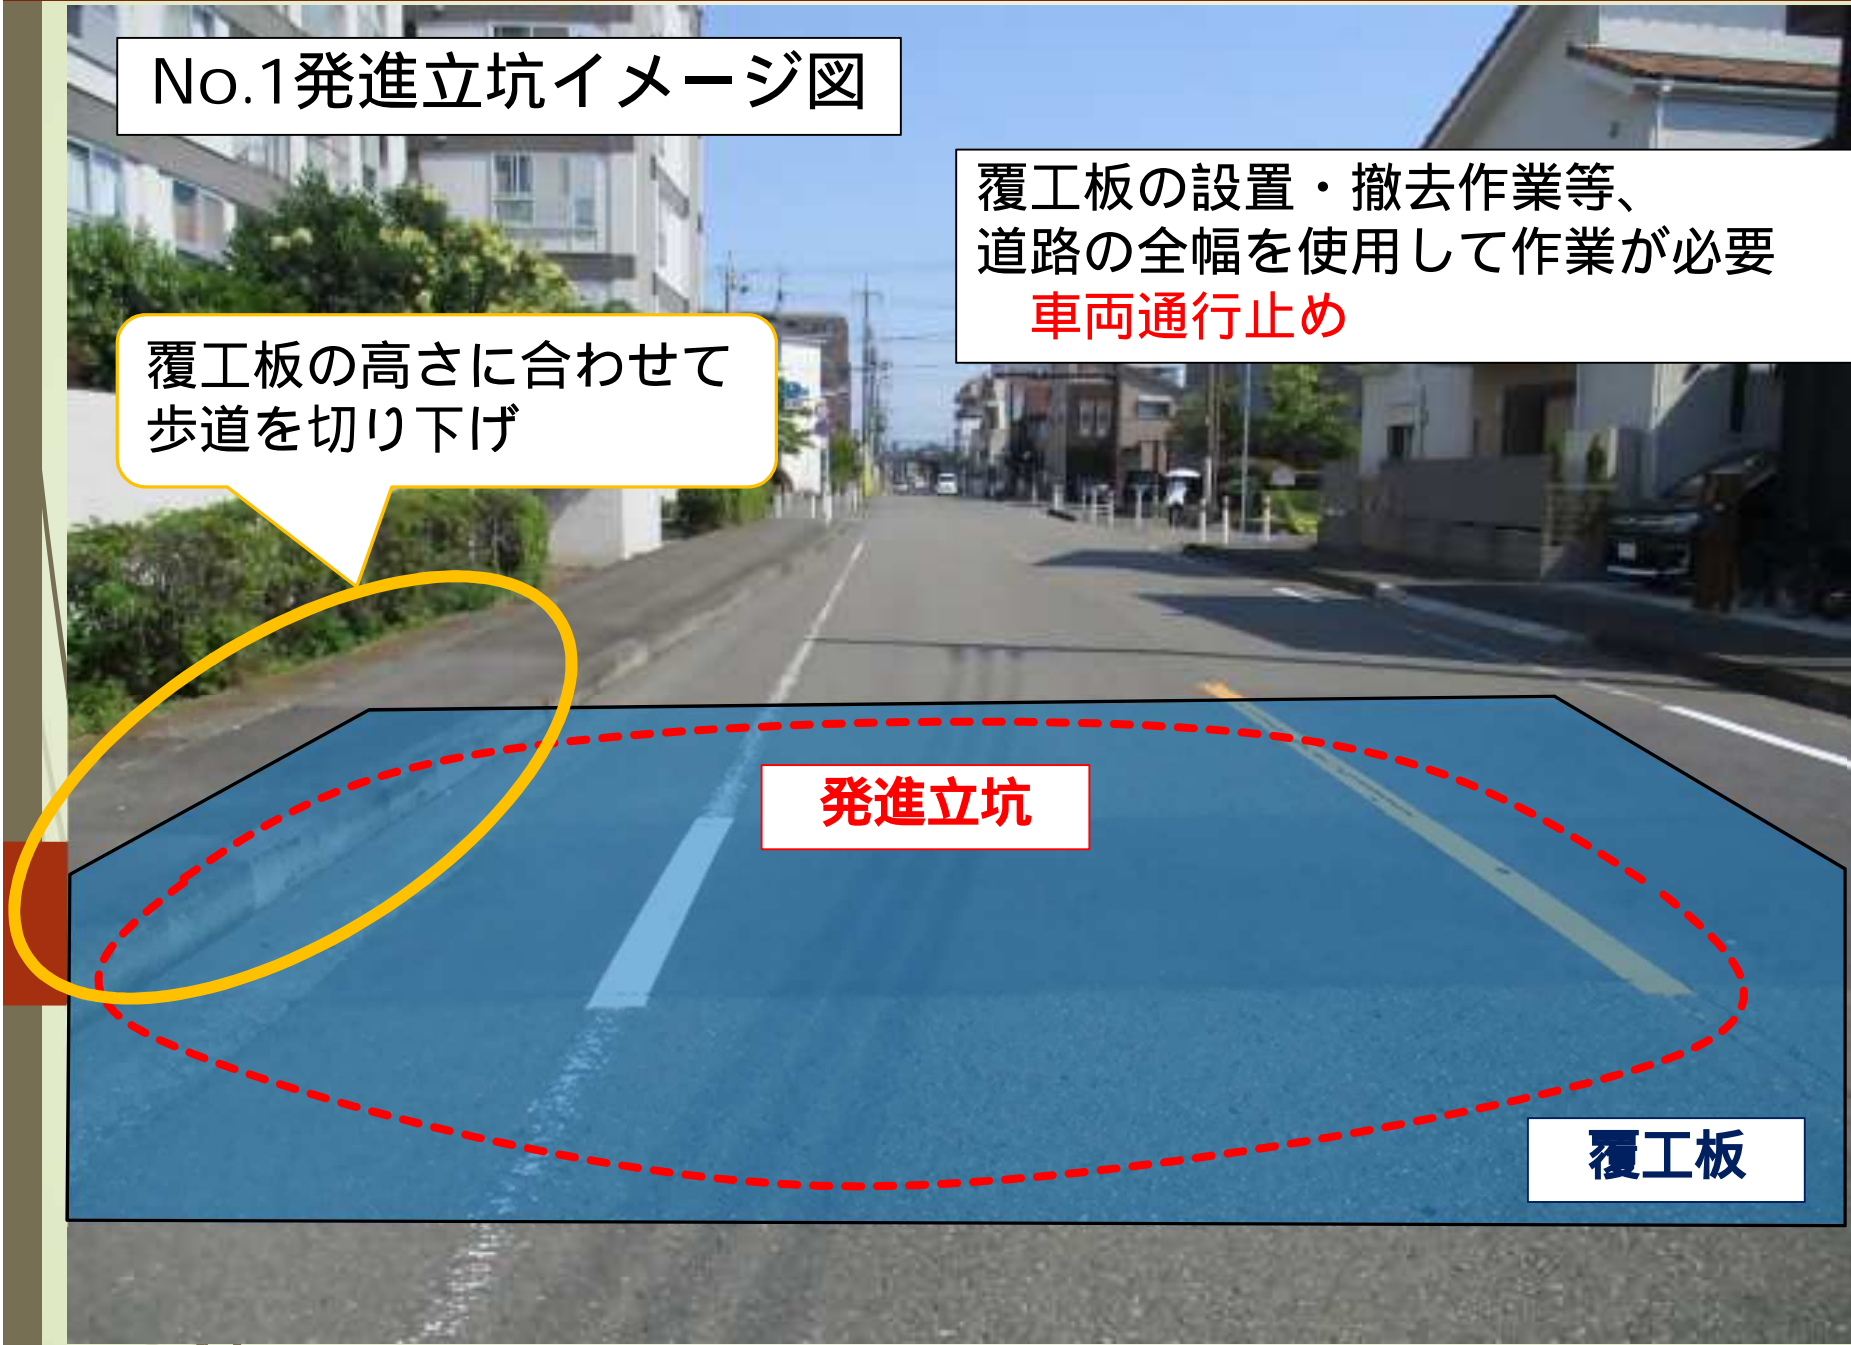 No.1発進立坑イメージ図
覆工板の設置・撤去作業等、
道路の全幅を使用して作業が必要
車両通行止め
覆工板の高さに合わせて
歩道を切り下げ
発進立坑
覆工板